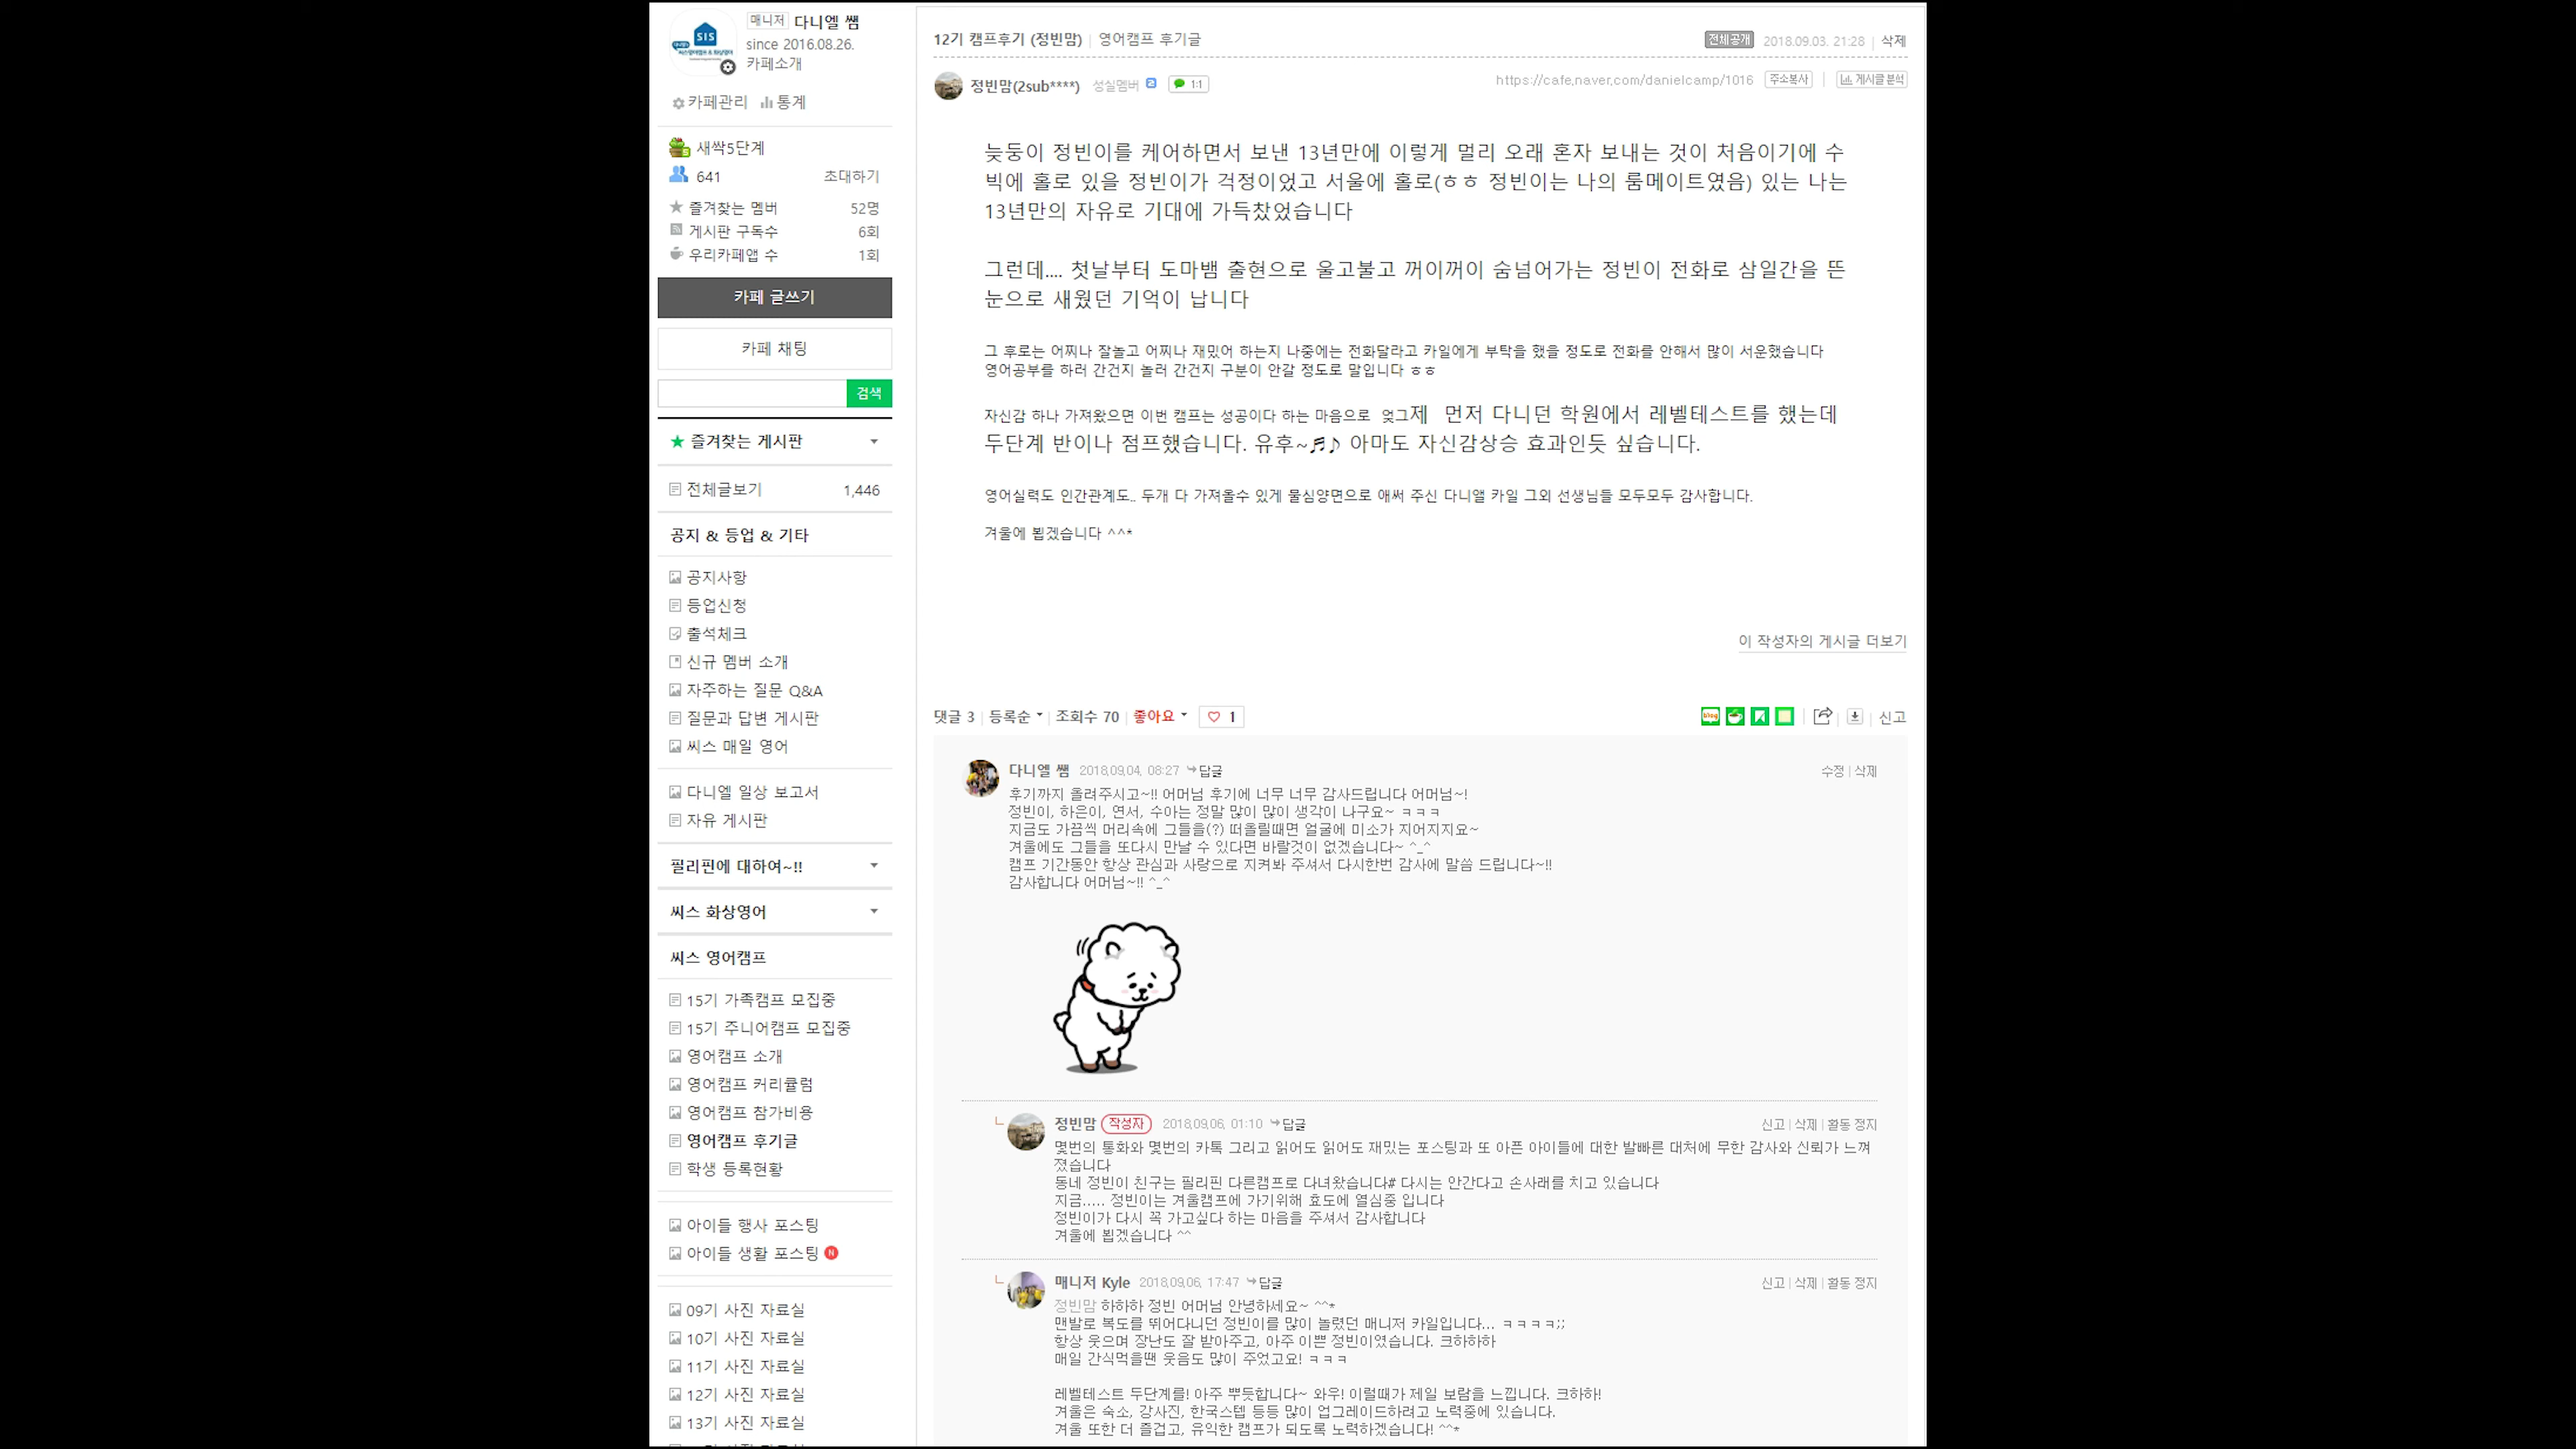 SIS
매니저 다니엘 쌤
since 2016.08.26.
카페소개
카페관리 통계
새싹5단계
641 초대하기
즐겨찾는 멤버 52명
게시판 구독수 6회
우리카페앱 수 1회
카페 글쓰기
카페 채팅
검색
즐겨찾는 게시판
전체글보기 1,446
공지 & 등업 & 기타
공지사항
등업신청
출석체크
신규 멤버 소개
자주하는 질문 Q&A
질문과 답변 게시판
씨스 매일 영어
다니엘 일상 보고서
자유 게시판
필리핀에 대하여~!!
씨스 화상영어
씨스 영어캠프
15기 가족캠프 모집중
15기 주니어캠프 모집중
영어캠프 소개
영어캠프 커리큘럼
영어캠프 참가비용
영어캠프 후기글
학생 등록현황
아이들 행사 포스팅
아이들 생활 포스팅 N
09기 사진 자료실
10기 사진 자료실
11기 사진 자료실
12기 사진 자료실
13기 사진 자료실
12기 캠프후기 (정빈맘) | 영어캠프 후기글 전체공개 2018.09.03. 21:28 | 삭제
정빈맘(2sub****) 성실멤버 1:1 https://cafe.naver.com/danielcamp/1016 주소복사 | 게시글 분석
늦둥이 정빈이를 케어하면서 보낸 13년만에 이렇게 멀리 오래 혼자 보내는 것이 처음이기에 수
빅에 홀로 있을 정빈이가 걱정이었고 서울에 홀로(ㅎㅎ 정빈이는 나의 룸메이트였음) 있는 나는
13년만의 자유로 기대에 가득찼었습니다
그런데.... 첫날부터 도마뱀 출현으로 울고불고 꺼이꺼이 숨넘어가는 정빈이 전화로 삼일간을 뜬
눈으로 새웠던 기억이 납니다
그 후로는 어찌나 잘놀고 어찌나 재밌어 하는지 나중에는 전화달라고 카일에게 부탁을 했을 정도로 전화를 안해서 많이 서운했습니다
영어공부를 하러 간건지 놀러 간건지 구분이 안갈 정도로 말입니다 ㅎㅎ
자신감 하나 가져왔으면 이번 캠프는 성공이다 하는 마음으로 엊그제 먼저 다니던 학원에서 레벨테스트를 했는데
두단계 반이나 점프했습니다. 유후~♬♪ 아마도 자신감상승 효과인듯 싶습니다.
영어실력도 인간관계도.. 두개 다 가져올수 있게 물심양면으로 애써 주신 다니앨 카일 그외 선생님들 모두모두 감사합니다.
겨울에 뵙겠습니다 ^^*
이 작성자의 게시글 더보기
댓글 3 | 등록순 | 조회수 70 | 좋아요 ♡ 1 blog 신고
다니엘 쌤 2018.09.04. 08:27 답글 수정 | 삭제
후기까지 올려주시고~!! 어머님 후기에 너무 너무 감사드립니다 어머님~!
정빈이, 하은이, 연서, 수아는 정말 많이 많이 생각이 나구요~ ㅋㅋㅋ
지금도 가끔씩 머리속에 그들을(?) 떠올릴때면 얼굴에 미소가 지어지지요~
겨울에도 그들을 또다시 만날 수 있다면 바랄것이 없겠습니다~ ^_^
캠프 기간동안 항상 관심과 사랑으로 지켜봐 주셔서 다시한번 감사에 말씀 드립니다~!!
감사합니다 어머님~!! ^_^
정빈맘 작성자 2018.09.06. 01:10 답글 신고 | 삭제 | 활동 정지
몇번의 통화와 몇번의 카톡 그리고 읽어도 읽어도 재밌는 포스팅과 또 아픈 아이들에 대한 발빠른 대처에 무한 감사와 신뢰가 느껴
졌습니다
동네 정빈이 친구는 필리핀 다른캠프로 다녀왔습니다# 다시는 안간다고 손사래를 치고 있습니다
지금..... 정빈이는 겨울캠프에 가기위해 효도에 열심중 입니다
정빈이가 다시 꼭 가고싶다 하는 마음을 주셔서 감사합니다
겨울에 뵙겠습니다 ^^
매니저 Kyle 2018.09.06. 17:47 답글 신고 | 삭제 | 활동 정지
정빈맘 하하하 정빈 어머님 안녕하세요~ ^^*
맨발로 복도를 뛰어다니던 정빈이를 많이 놀렸던 매니저 카일입니다... ㅋㅋㅋㅋ;;
항상 웃으며 장난도 잘 받아주고, 아주 이쁜 정빈이였습니다. 크하하하
매일 간식먹을땐 웃음도 많이 주었고요! ㅋㅋㅋ
레벨테스트 두단계를! 아주 뿌듯합니다~ 와우! 이럴때가 제일 보람을 느낍니다. 크하하!
겨울은 숙소, 강사진, 한국스텝 등등 많이 업그레이드하려고 노력중에 있습니다.
겨울 또한 더 즐겁고, 유익한 캠프가 되도록 노력하겠습니다! ^^*